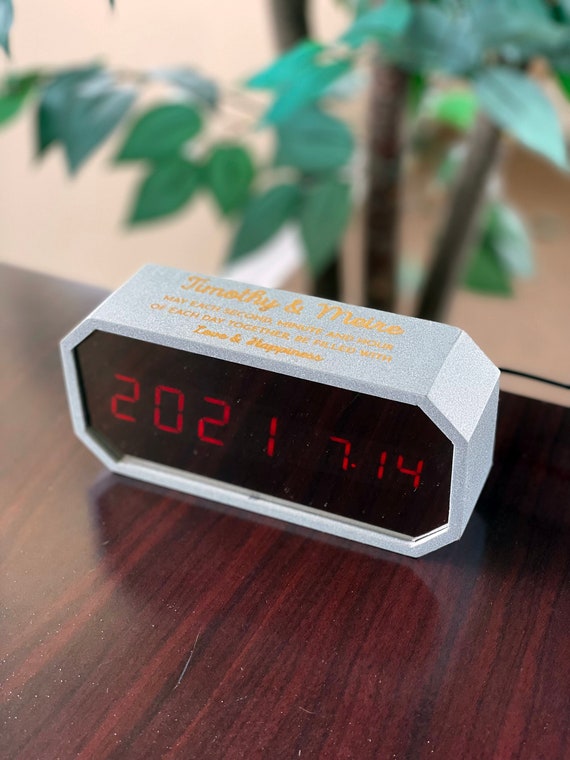 Timothy & Meire
MAY EACH SECOND, MINUTE AND HOUR
OF EACH DAY TOGETHER, BE FILLED WITH
Love & Happiness
2021 7.14